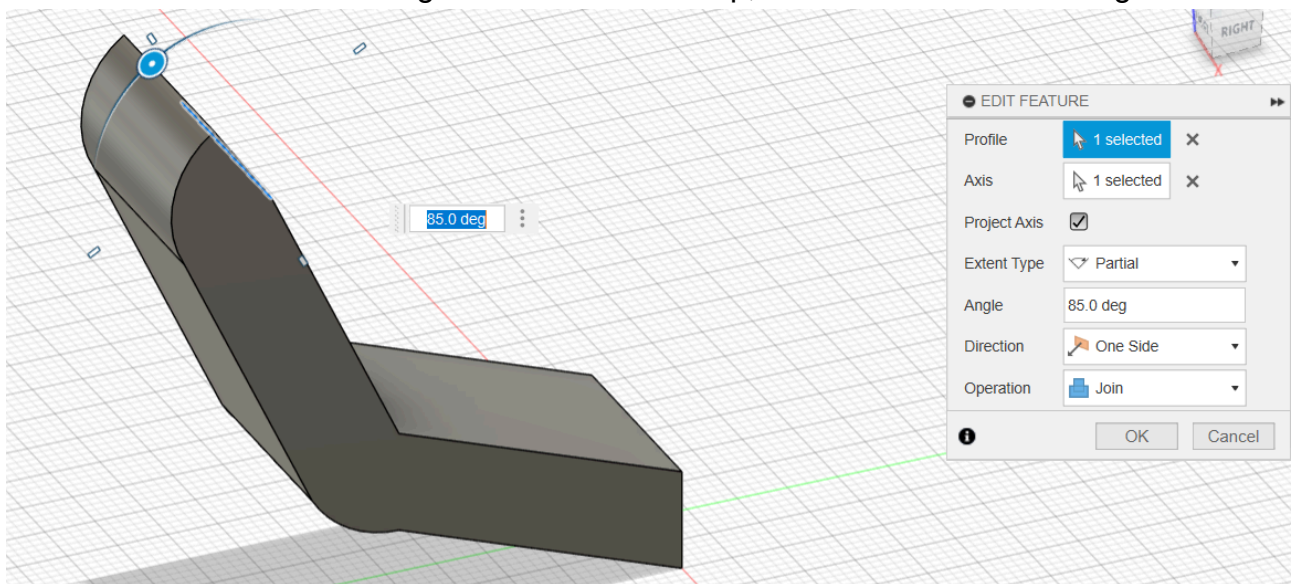 RIGHT
X
EDIT FEATURE
Profile 1 selected
Axis 1 selected
Project Axis
Extent Type Partial
Angle 85.0 deg
Direction One Side
Operation Join
OK Cancel
85.0 deg